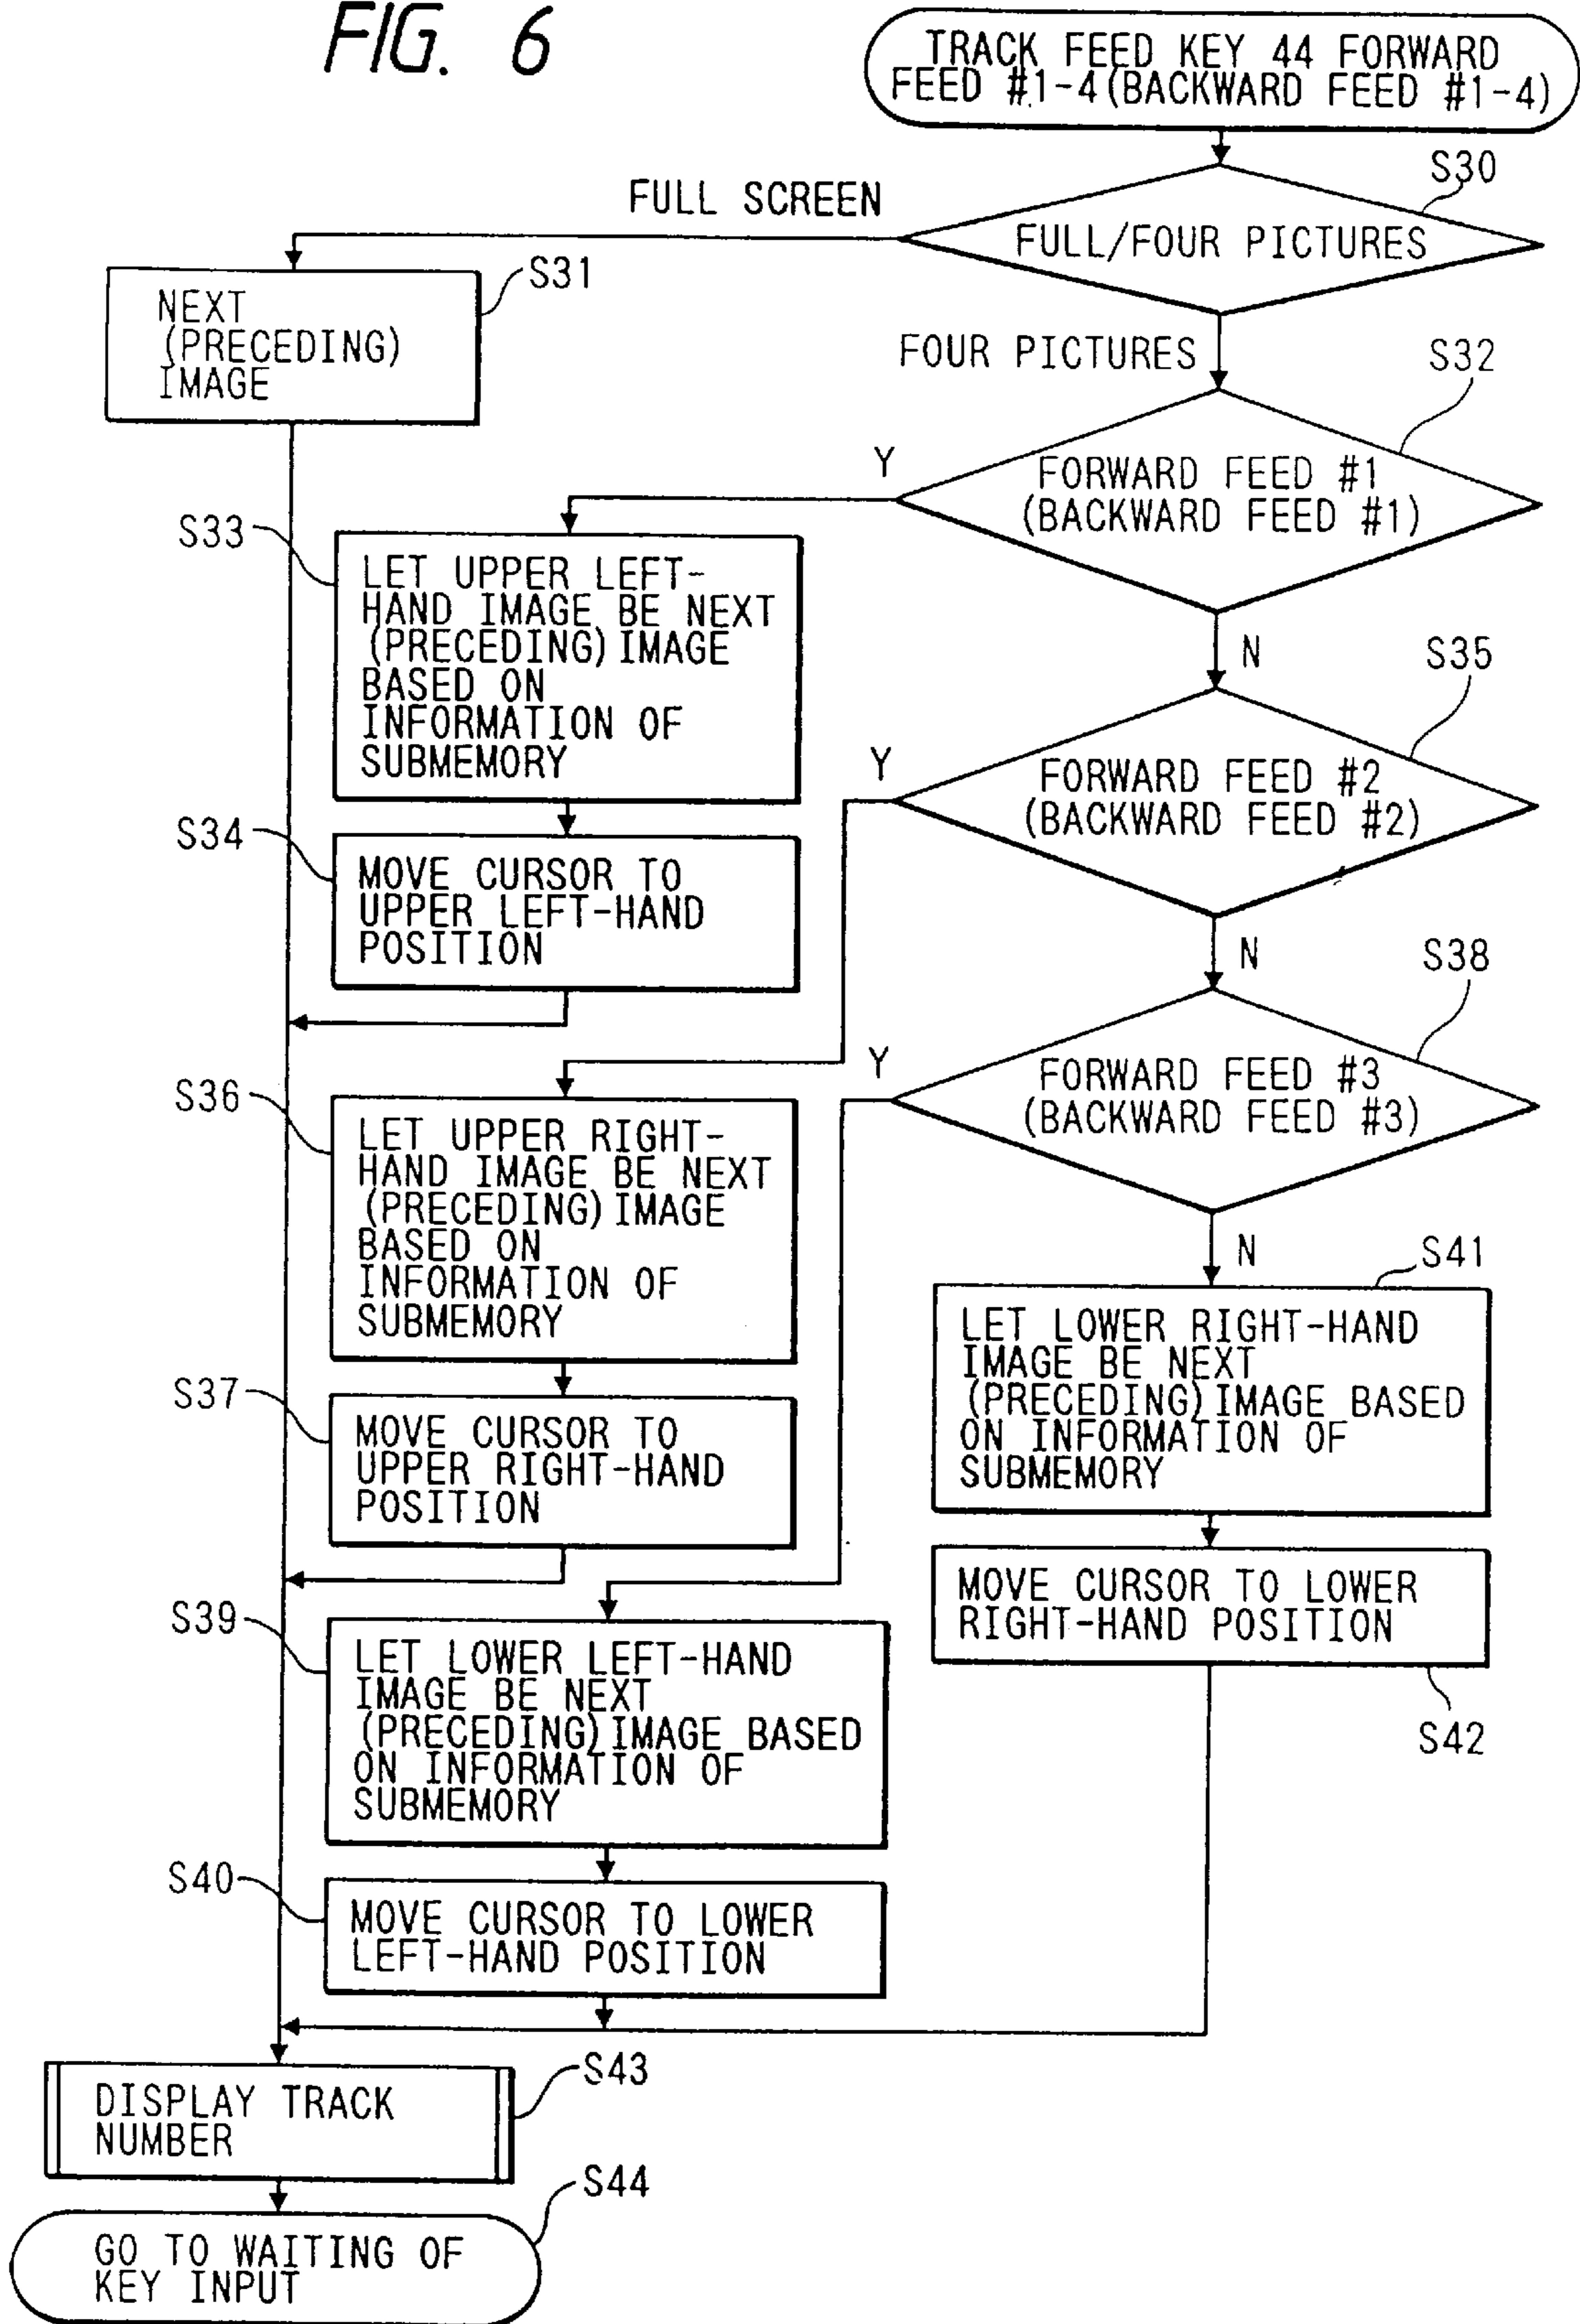 FIG. 6
TRACK FEED KEY 44 FORWARD
FEED #1-4(BACKWARD FEED #1-4)
S30
FULL SCREEN
FULL/FOUR PICTURES
S31
NEXT
(PRECEDING)
IMAGE
FOUR PICTURES
S32
Y
FORWARD FEED #1
(BACKWARD FEED #1)
S33
LET UPPER LEFT-
HAND IMAGE BE NEXT
(PRECEDING)IMAGE
BASED ON
INFORMATION OF
SUBMEMORY
N
S35
Y
FORWARD FEED #2
(BACKWARD FEED #2)
S34
MOVE CURSOR TO
UPPER LEFT-HAND
POSITION
N
S38
Y
FORWARD FEED #3
(BACKWARD FEED #3)
S36
LET UPPER RIGHT-
HAND IMAGE BE NEXT
(PRECEDING)IMAGE
BASED ON
INFORMATION OF
SUBMEMORY
N
S41
LET LOWER RIGHT-HAND
IMAGE BE NEXT
(PRECEDING)IMAGE BASED
ON INFORMATION OF
SUBMEMORY
S37
MOVE CURSOR TO
UPPER RIGHT-HAND
POSITION
MOVE CURSOR TO LOWER
RIGHT-HAND POSITION
S42
S39
LET LOWER LEFT-HAND
IMAGE BE NEXT
(PRECEDING)IMAGE BASED
ON INFORMATION OF
SUBMEMORY
S40
MOVE CURSOR TO LOWER
LEFT-HAND POSITION
S43
DISPLAY TRACK
NUMBER
S44
GO TO WAITING OF
KEY INPUT